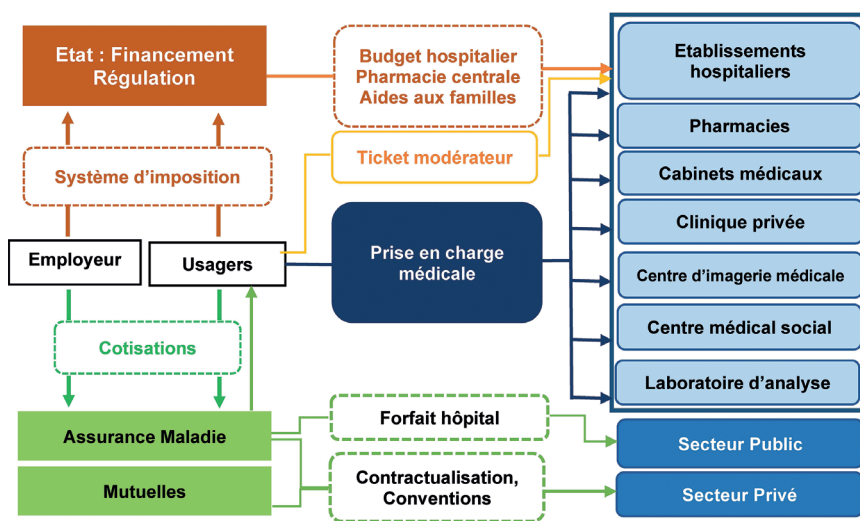 Etat : Financement
Régulation
Budget hospitalier
Pharmacie centrale
Aides aux familles
Etablissements
hospitaliers
Pharmacies
Ticket modérateur
Système d'imposition
Cabinets médicaux
Clinique privée
Employeur
Usagers
Prise en charge
médicale
Centre d'imagerie médicale
Centre médical social
Cotisations
Laboratoire d'analyse
Assurance Maladie
Forfait hôpital
Secteur Public
Mutuelles
Contractualisation,
Conventions
Secteur Privé